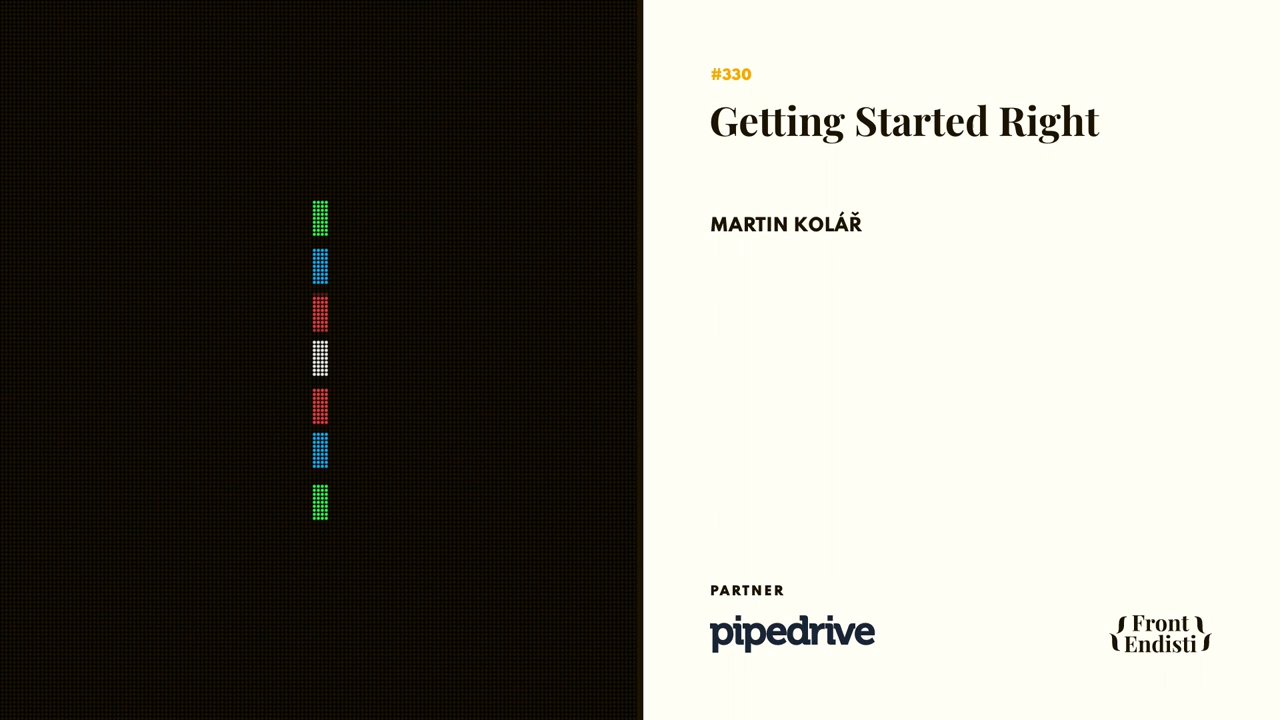 #330
Getting Started Right
MARTIN KOLÁŘ
PARTNER
pipedrive
{Front
Endisti}